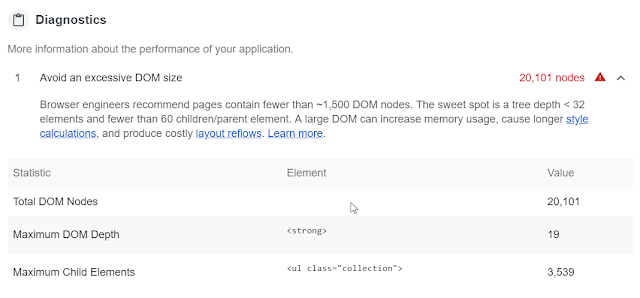 Diagnostics
More information about the performance of your application.
1 Avoid an excessive DOM size 20,101 nodes
Browser engineers recommend pages contain fewer than ~1,500 DOM nodes. The sweet spot is a tree depth < 32
elements and fewer than 60 children/parent element. A large DOM can increase memory usage, cause longer style
calculations, and produce costly layout reflows. Learn more.
Statistic Element Value
Total DOM Nodes 20,101
Maximum DOM Depth <strong> 19
Maximum Child Elements <ul class="collection"> 3,539